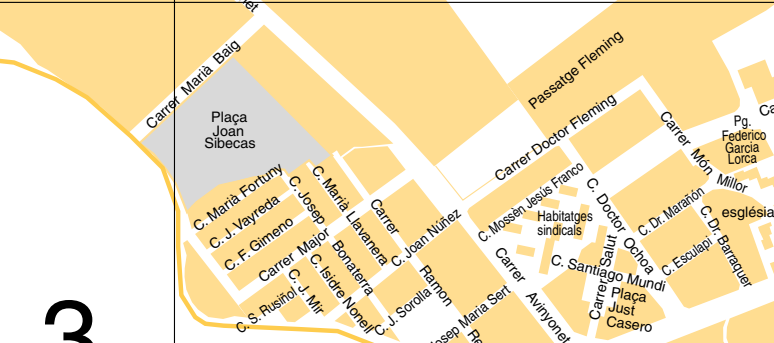 Carrer Marià Baig
Plaça
Joan
Sibecas
Passatge Fleming
Carrer Doctor Fleming
Carrer Món Millor
Pg.
Federico
Garcia
Lorca
C. Marià Fortuny
C. J. Vayreda
C. F. Gimeno
Carrer Major
C. S. Rusiñol
C. J. Mir
C. Isidre Nonell
C. Josep Bonaterra
C. Marià Llavanera
Carrer Ramon
C. Joan Núñez
C. J. Sorolla
Josep Maria Sert
C. Mossèn Jesús Franco
Habitatges
sindicals
Carrer Avinyonet
C. Doctor Ochoa
C. Santiago Mundi
Carrer Salut
Plaça
Just
Casero
C. Dr. Marañón
C. Esculapi
C. Dr. Barraquer
església
3